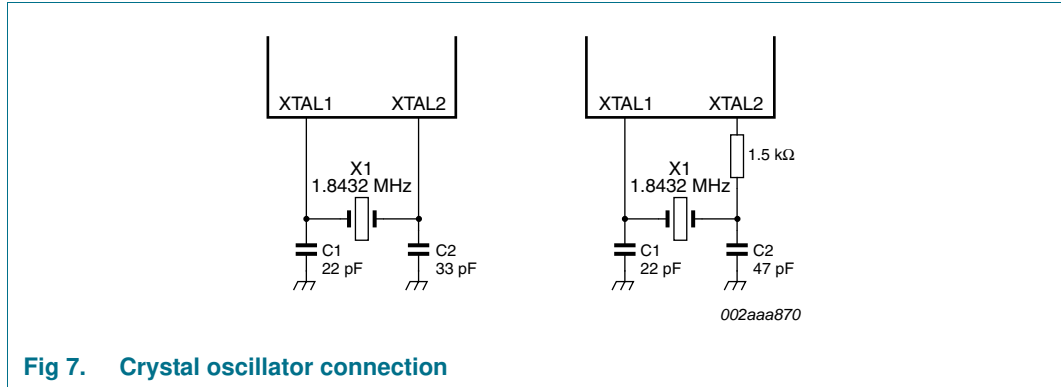 XTAL1 XTAL2
X1
1.8432 MHz
C1
22 pF
C2
33 pF
XTAL1 XTAL2
1.5 kΩ
X1
1.8432 MHz
C1
22 pF
C2
47 pF
002aaa870
Fig 7. Crystal oscillator connection